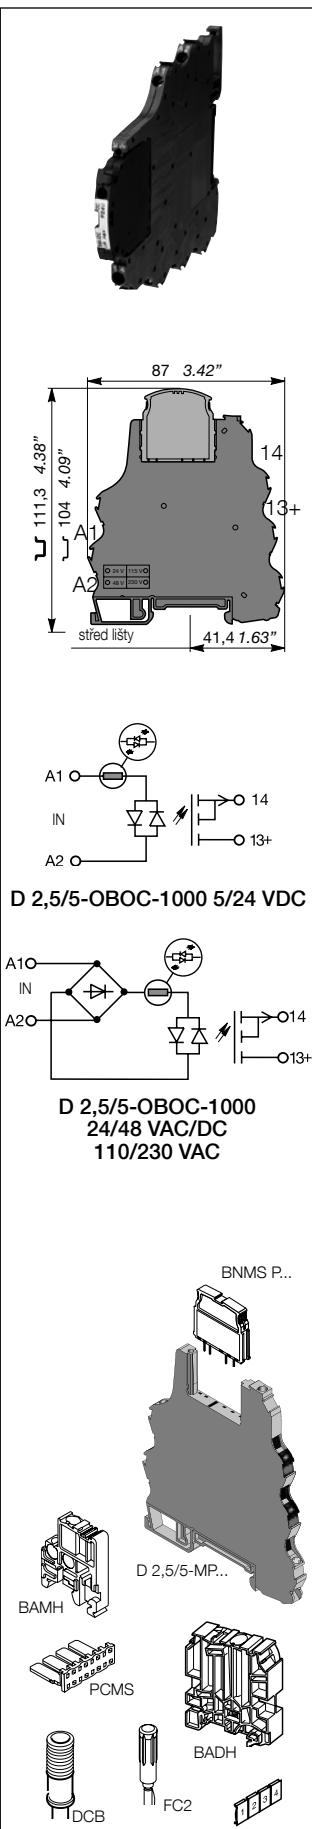 87 3.42”
111,3 4.38”
104 4.09”
14
13+
A1
A2
24 V 115 V
48 V 230 V
střed lišty
41,4 1.63”
A1
IN
A2
14
13+
D 2,5/5-OBOC-1000 5/24 VDC
A1
IN
A2
14
13+
D 2,5/5-OBOC-1000
24/48 VAC/DC
110/230 VAC
BNMS P...
D 2,5/5-MP...
BAMH
PCMS
BADH
DCB
FC2
1 2 3 4